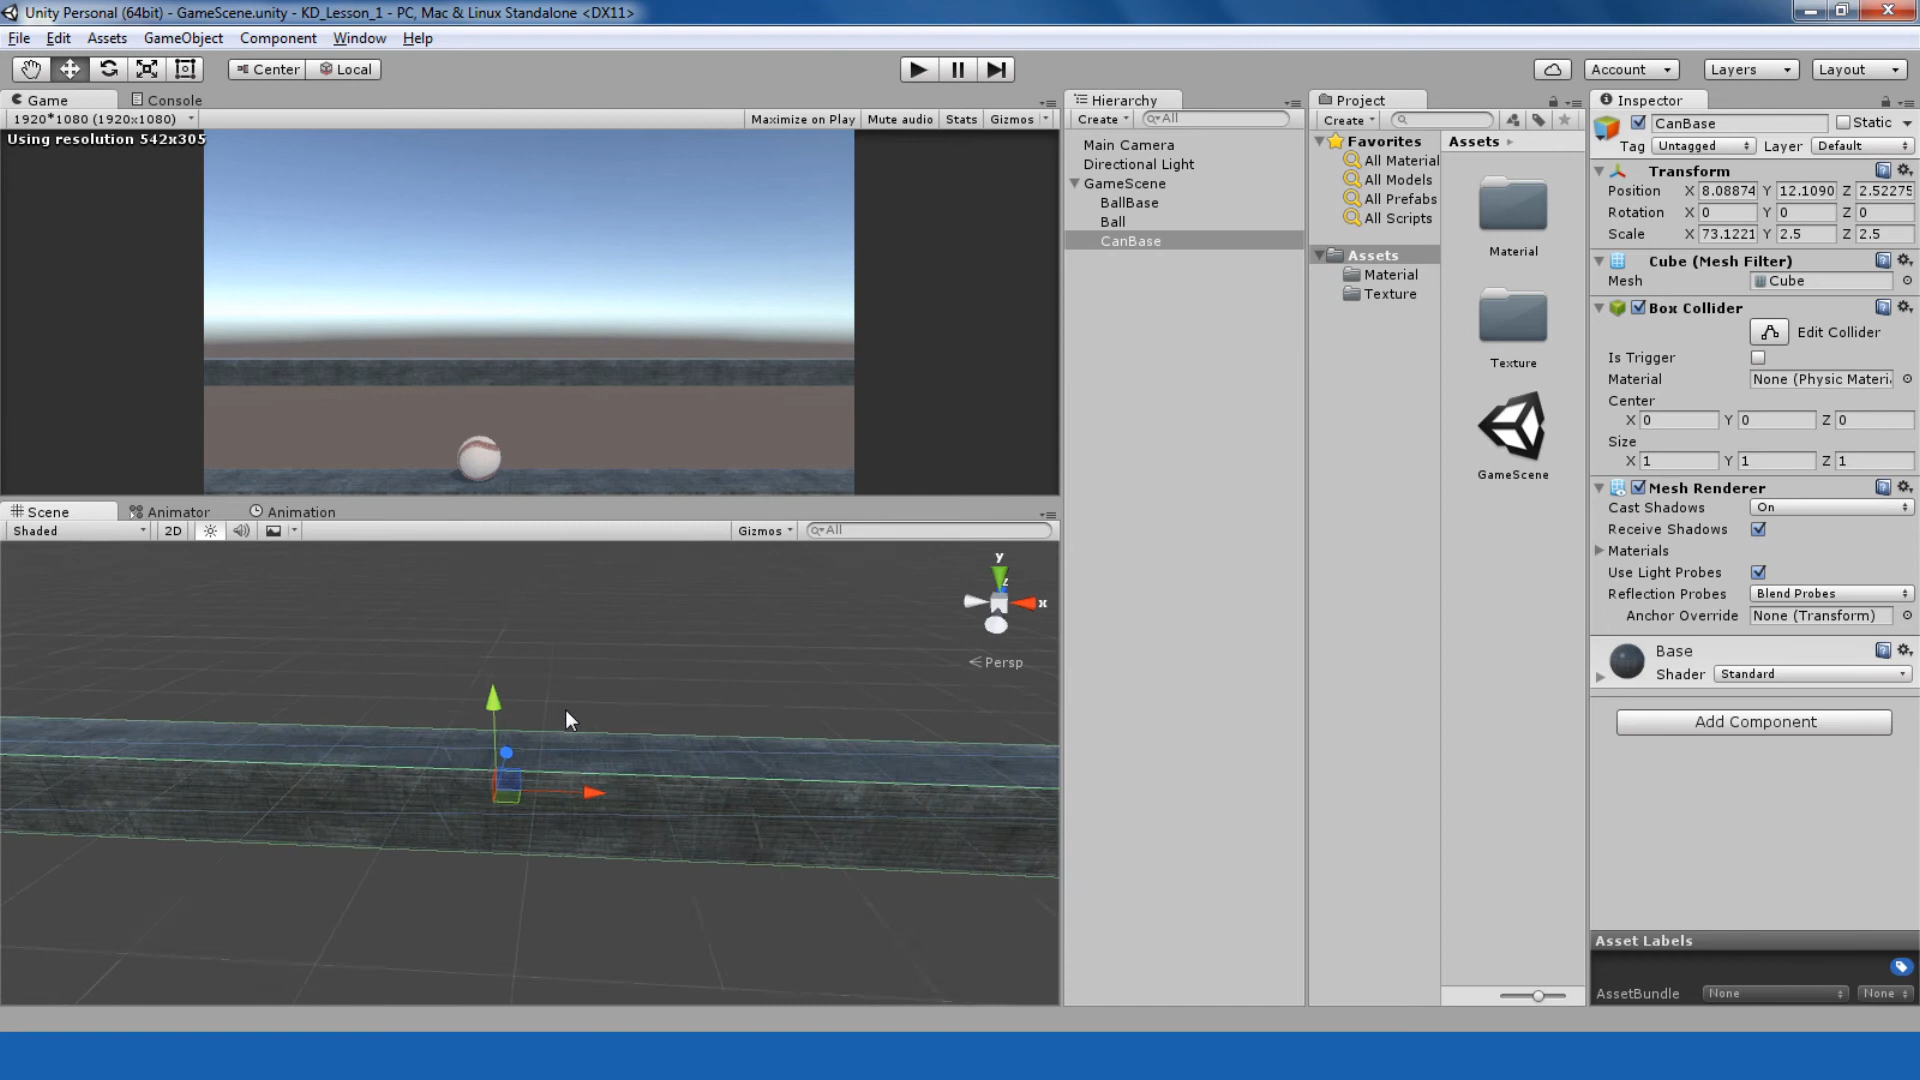 Unity Personal (64bit) - GameScene.unity - KD_Lesson_1 - PC, Mac & Linux Standalone <DX11>
File Edit Assets GameObject Component Window Help
Center Local Account Layers Layout
Game Console
1920*1080 (1920x1080) Maximize on Play Mute audio Stats Gizmos
Using resolution 542x305
Scene Animator Animation
Shaded 2D Gizmos All
y
z
x
Persp
Hierarchy
Create All
Main Camera
Directional Light
GameScene
BallBase
Ball
CanBase
Project
Create
Favorites
All Material
All Models
All Prefabs
All Scripts
Assets
Material
Texture
Assets
Material
Texture
GameScene
Inspector
CanBase Static
Tag Untagged Layer Default
Transform
Position X 8.08874 Y 12.1090 Z 2.52275
Rotation X 0 Y 0 Z 0
Scale X 73.1221 Y 2.5 Z 2.5
Cube (Mesh Filter)
Mesh Cube
Box Collider
Edit Collider
Is Trigger
Material None (Physic Materi
Center
X 0 Y 0 Z 0
Size
X 1 Y 1 Z 1
Mesh Renderer
Cast Shadows On
Receive Shadows
Materials
Use Light Probes
Reflection Probes Blend Probes
Anchor Override None (Transform)
Base
Shader Standard
Add Component
Asset Labels
AssetBundle None None